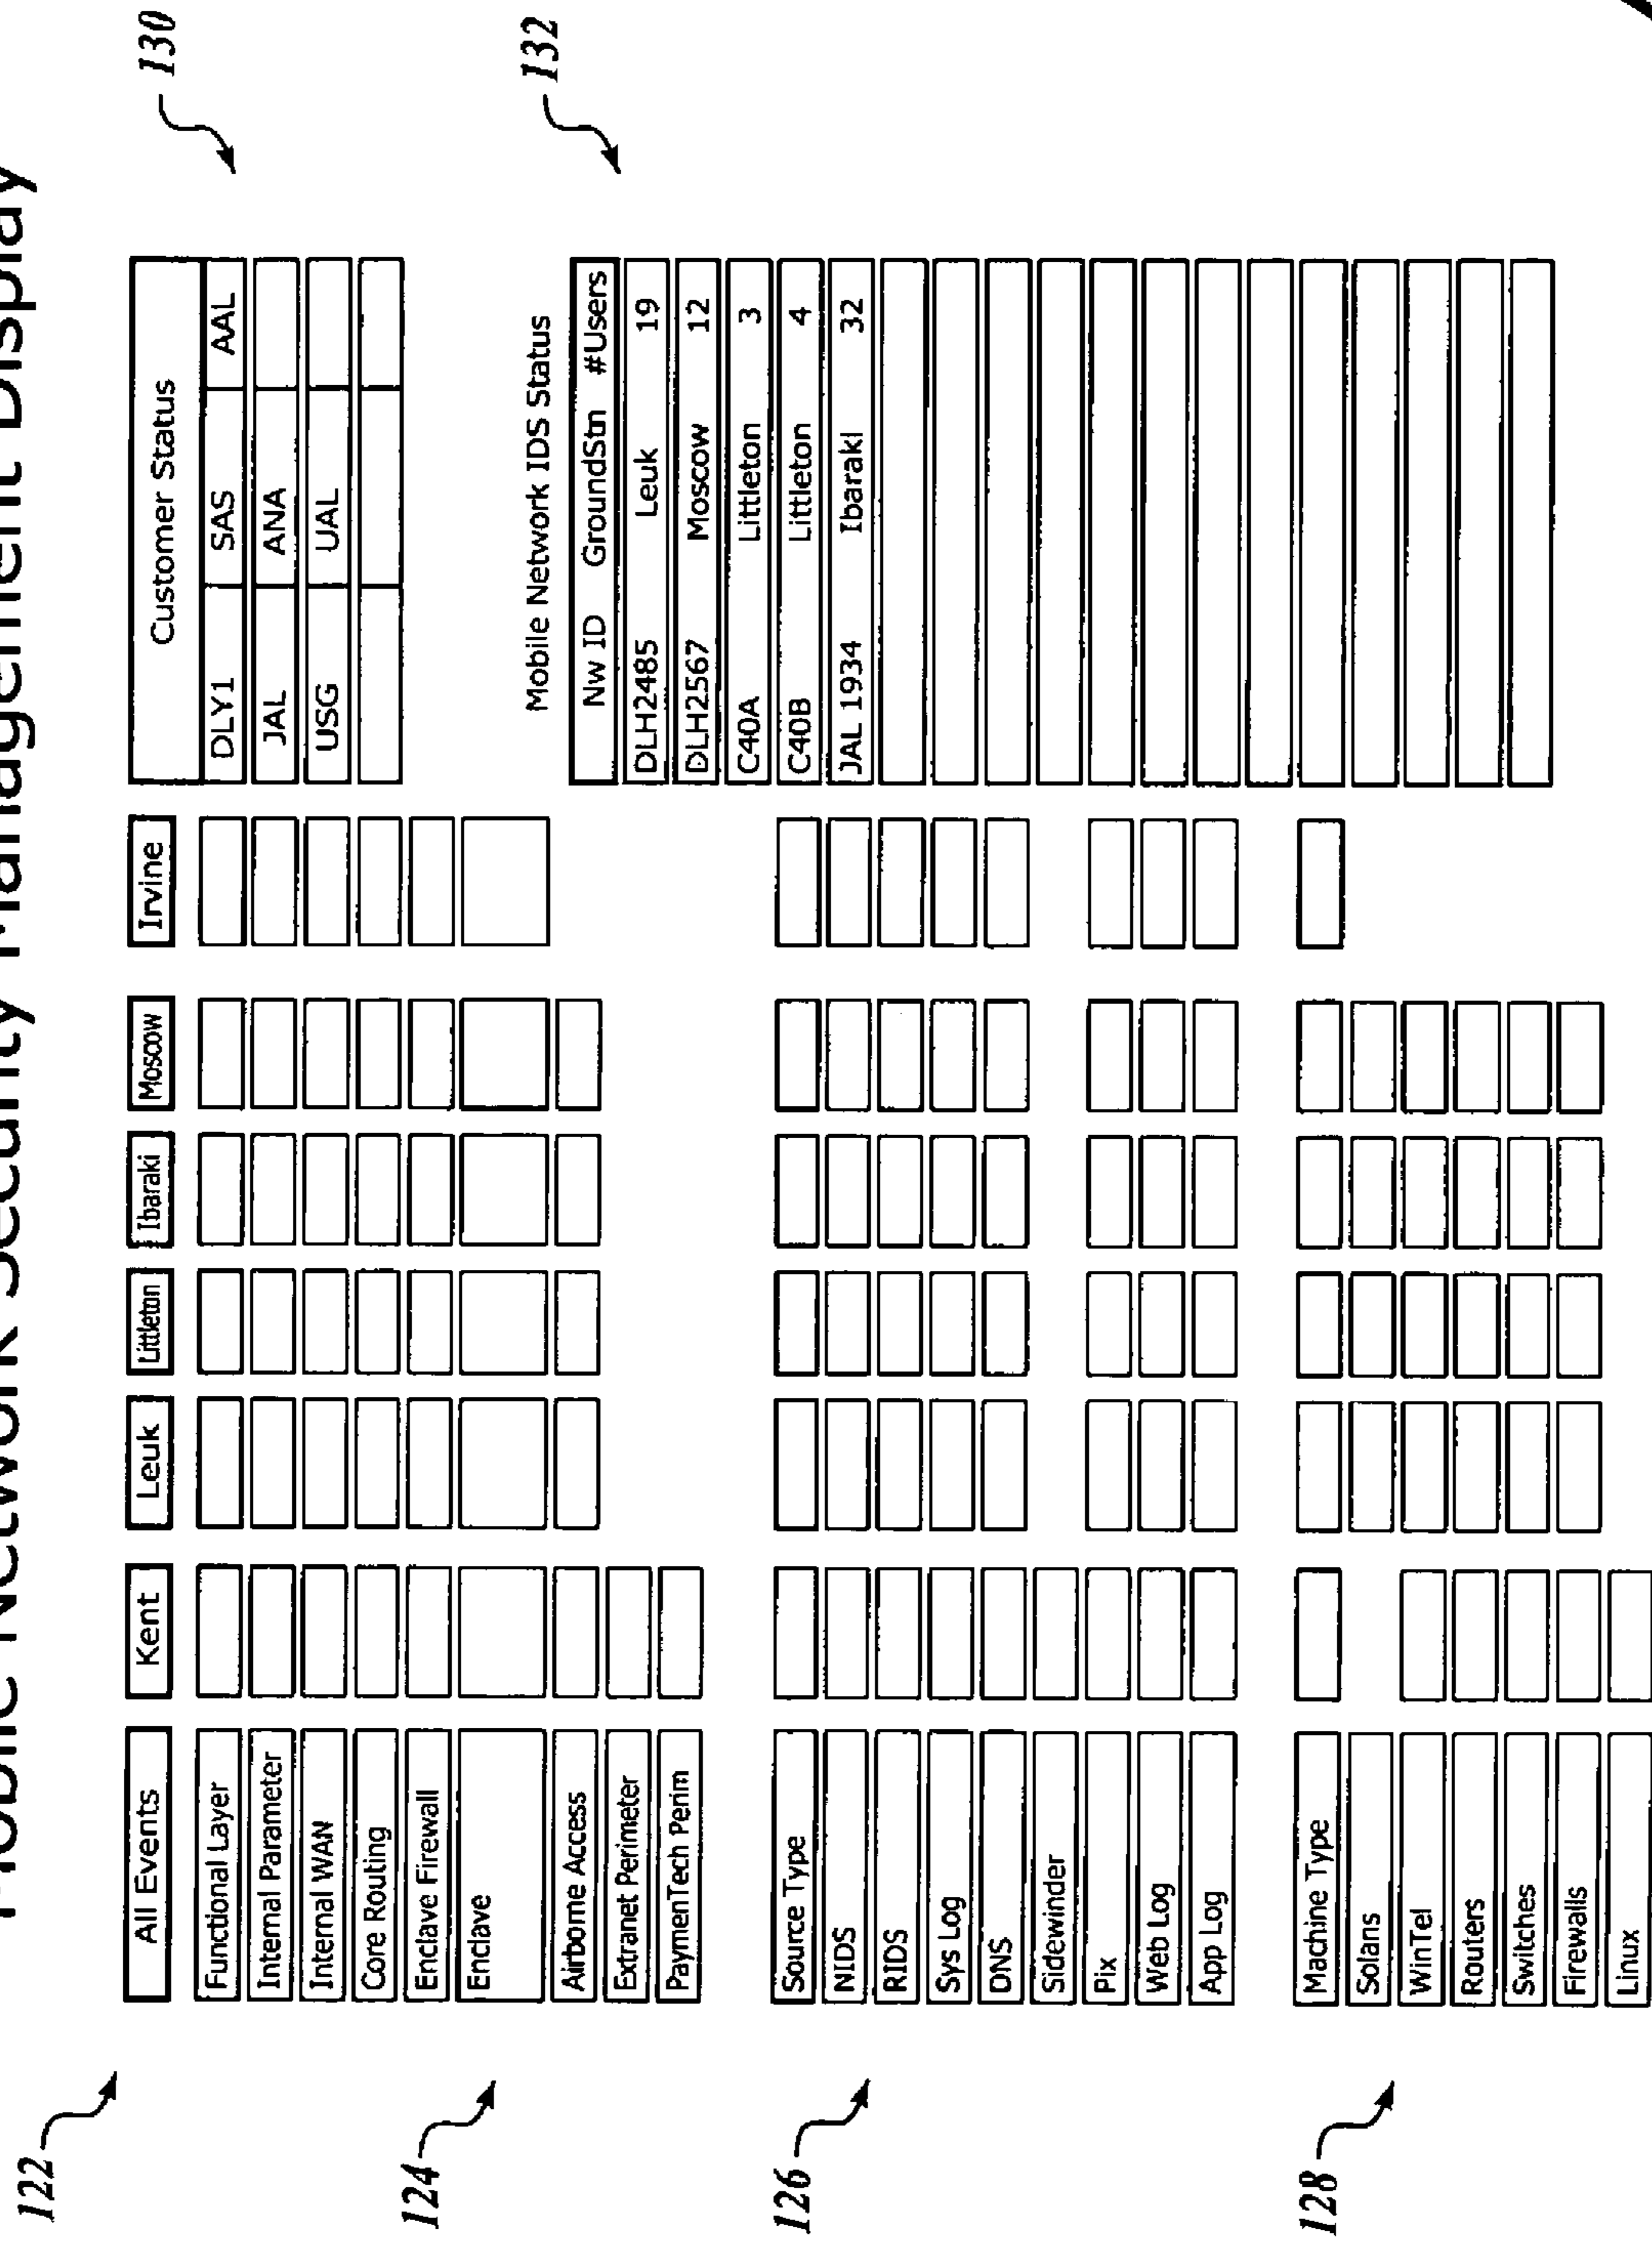 Mobile Network Security Management Display
122
All Events Kent Leuk Littleton Ibaraki Moscow Irvine
Customer Status
130
DLY1 SAS AAL
JAL ANA
USG UAL
124
Functional Layer
Internal Parameter
Internal WAN
Core Routing
Enclave Firewall
Enclave
Airbome Access
Extranet Perimeter
PaymenTech Perim
Mobile Network IDS Status
132
Nw ID GroundStn #Users
DLH2485 Leuk 19
DLH2567 Moscow 12
C40A Littleton 3
C40B Littleton 4
JAL 1934 Ibaraki 32
126
Source Type
NIDS
RIDS
Sys Log
DNS
Sidewinder
Pix
Web Log
App Log
128
Machine Type
Solans
WinTel
Routers
Switches
Firewalls
Linux